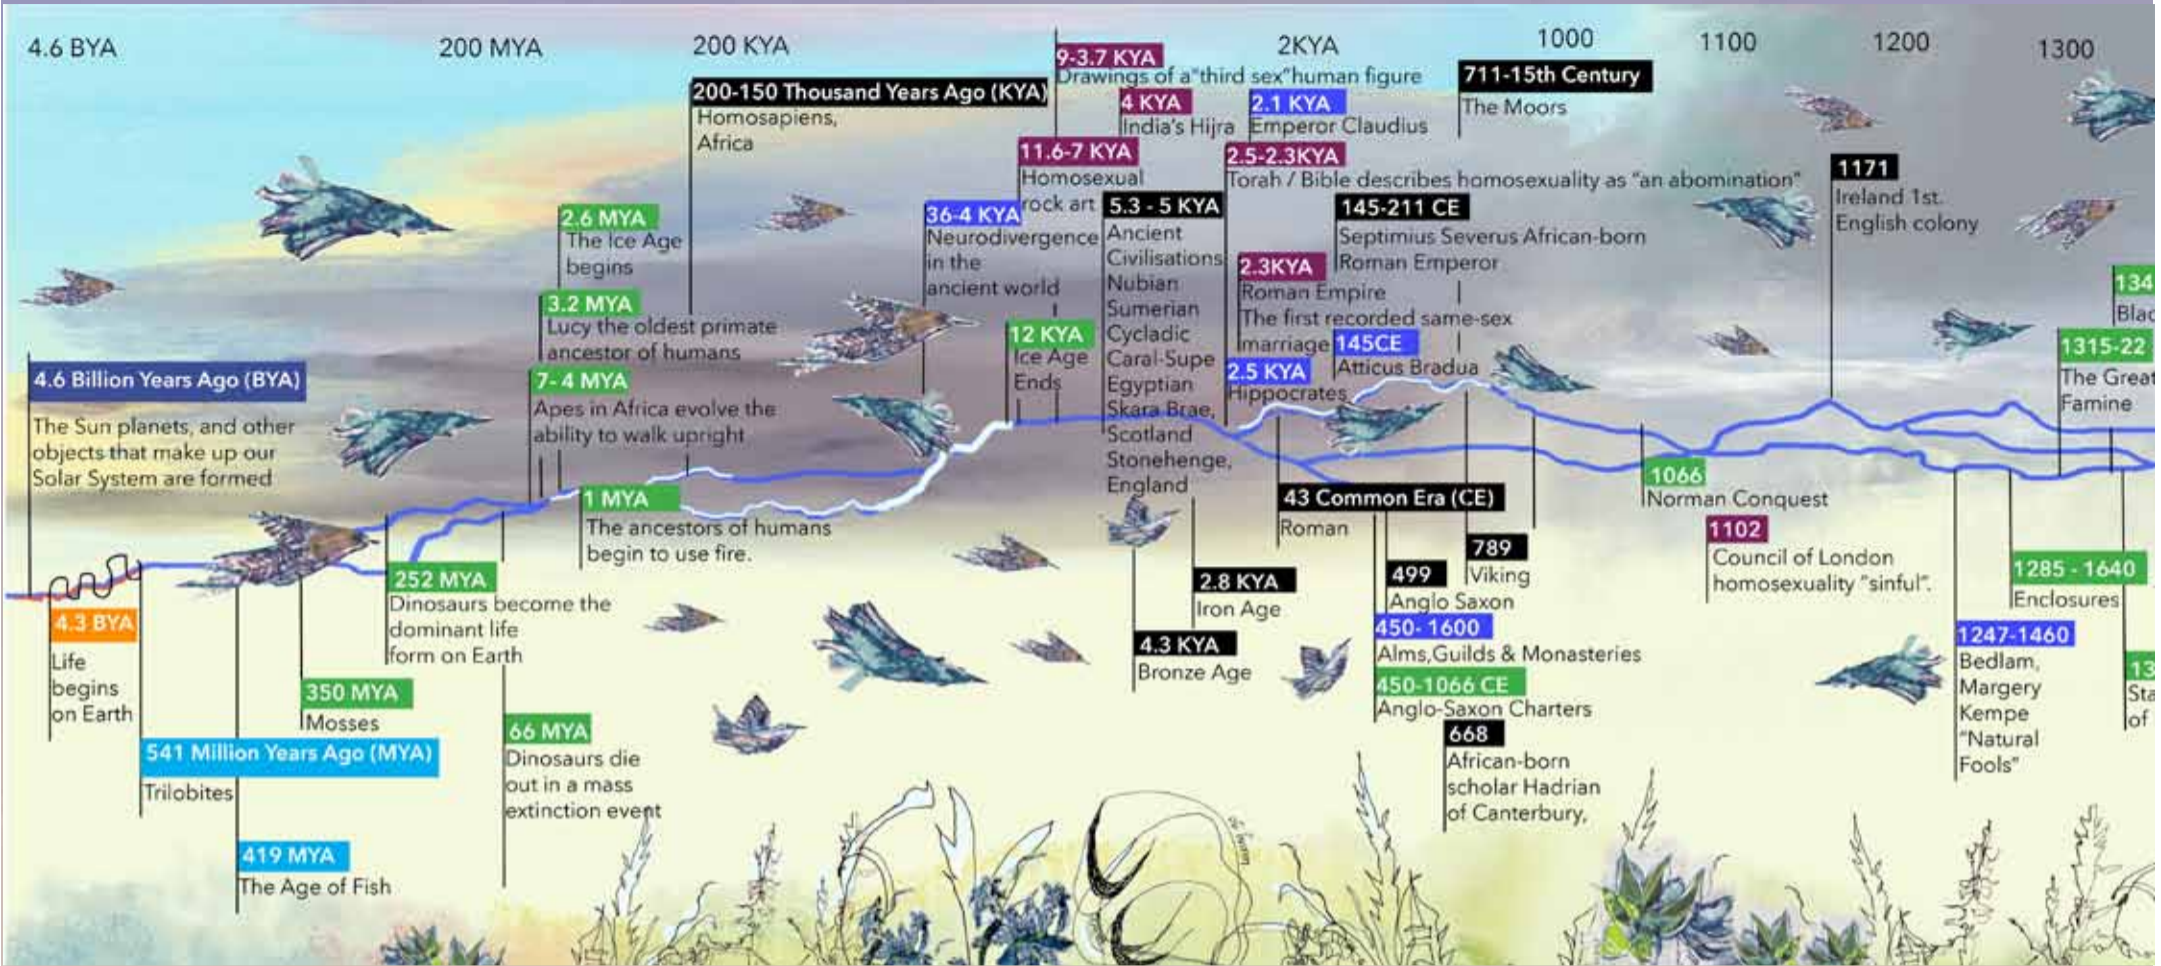 4.6 BYA
200 MYA
200 KYA
2KYA
1000
1100
1200
1300
9-3.7 KYA
Drawings of a"third sex"human figure
711-15th Century
The Moors
200-150 Thousand Years Ago (KYA)
Homosapiens,
Africa
4 KYA
India's Hijra
2.1 KYA
Emperor Claudius
11.6-7 KYA
Homosexual
rock art
2.5-2.3KYA
Torah / Bible describes homosexuality as "an abomination"
1171
Ireland 1st.
English colony
2.6 MYA
The Ice Age
begins
36-4 KYA
Neurodivergence
in the
ancient world
5.3 - 5 KYA
Ancient
Civilisations
Nubian
Sumerian
Cycladic
Caral-Supe
Egyptian
Skara Brae,
Scotland
Stonehenge,
England
145-211 CE
Septimius Severus African-born
Roman Emperor
2.3KYA
Roman Empire
The first recorded same-sex
marriage
145CE
Atticus Bradua
2.5 KYA
Hippocrates
3.2 MYA
Lucy the oldest primate
ancestor of humans
12 KYA
Ice Age
Ends
134
Blac
1315-22
The Great
Famine
4.6 Billion Years Ago (BYA)
The Sun planets, and other
objects that make up our
Solar System are formed
7- 4 MYA
Apes in Africa evolve the
ability to walk upright
1 MYA
The ancestors of humans
begin to use fire.
43 Common Era (CE)
Roman
1066
Norman Conquest
1102
Council of London
homosexuality "sinful".
789
Viking
499
Anglo Saxon
2.8 KYA
Iron Age
4.3 KYA
Bronze Age
450- 1600
Alms,Guilds & Monasteries
450-1066 CE
Anglo-Saxon Charters
668
African-born
scholar Hadrian
of Canterbury,
1285 - 1640
Enclosures
1247-1460
Bedlam,
Margery
Kempe
"Natural
Fools"
13
Sta
of
252 MYA
Dinosaurs become the
dominant life
form on Earth
4.3 BYA
Life
begins
on Earth
350 MYA
Mosses
66 MYA
Dinosaurs die
out in a mass
extinction event
541 Million Years Ago (MYA)
Trilobites
419 MYA
The Age of Fish